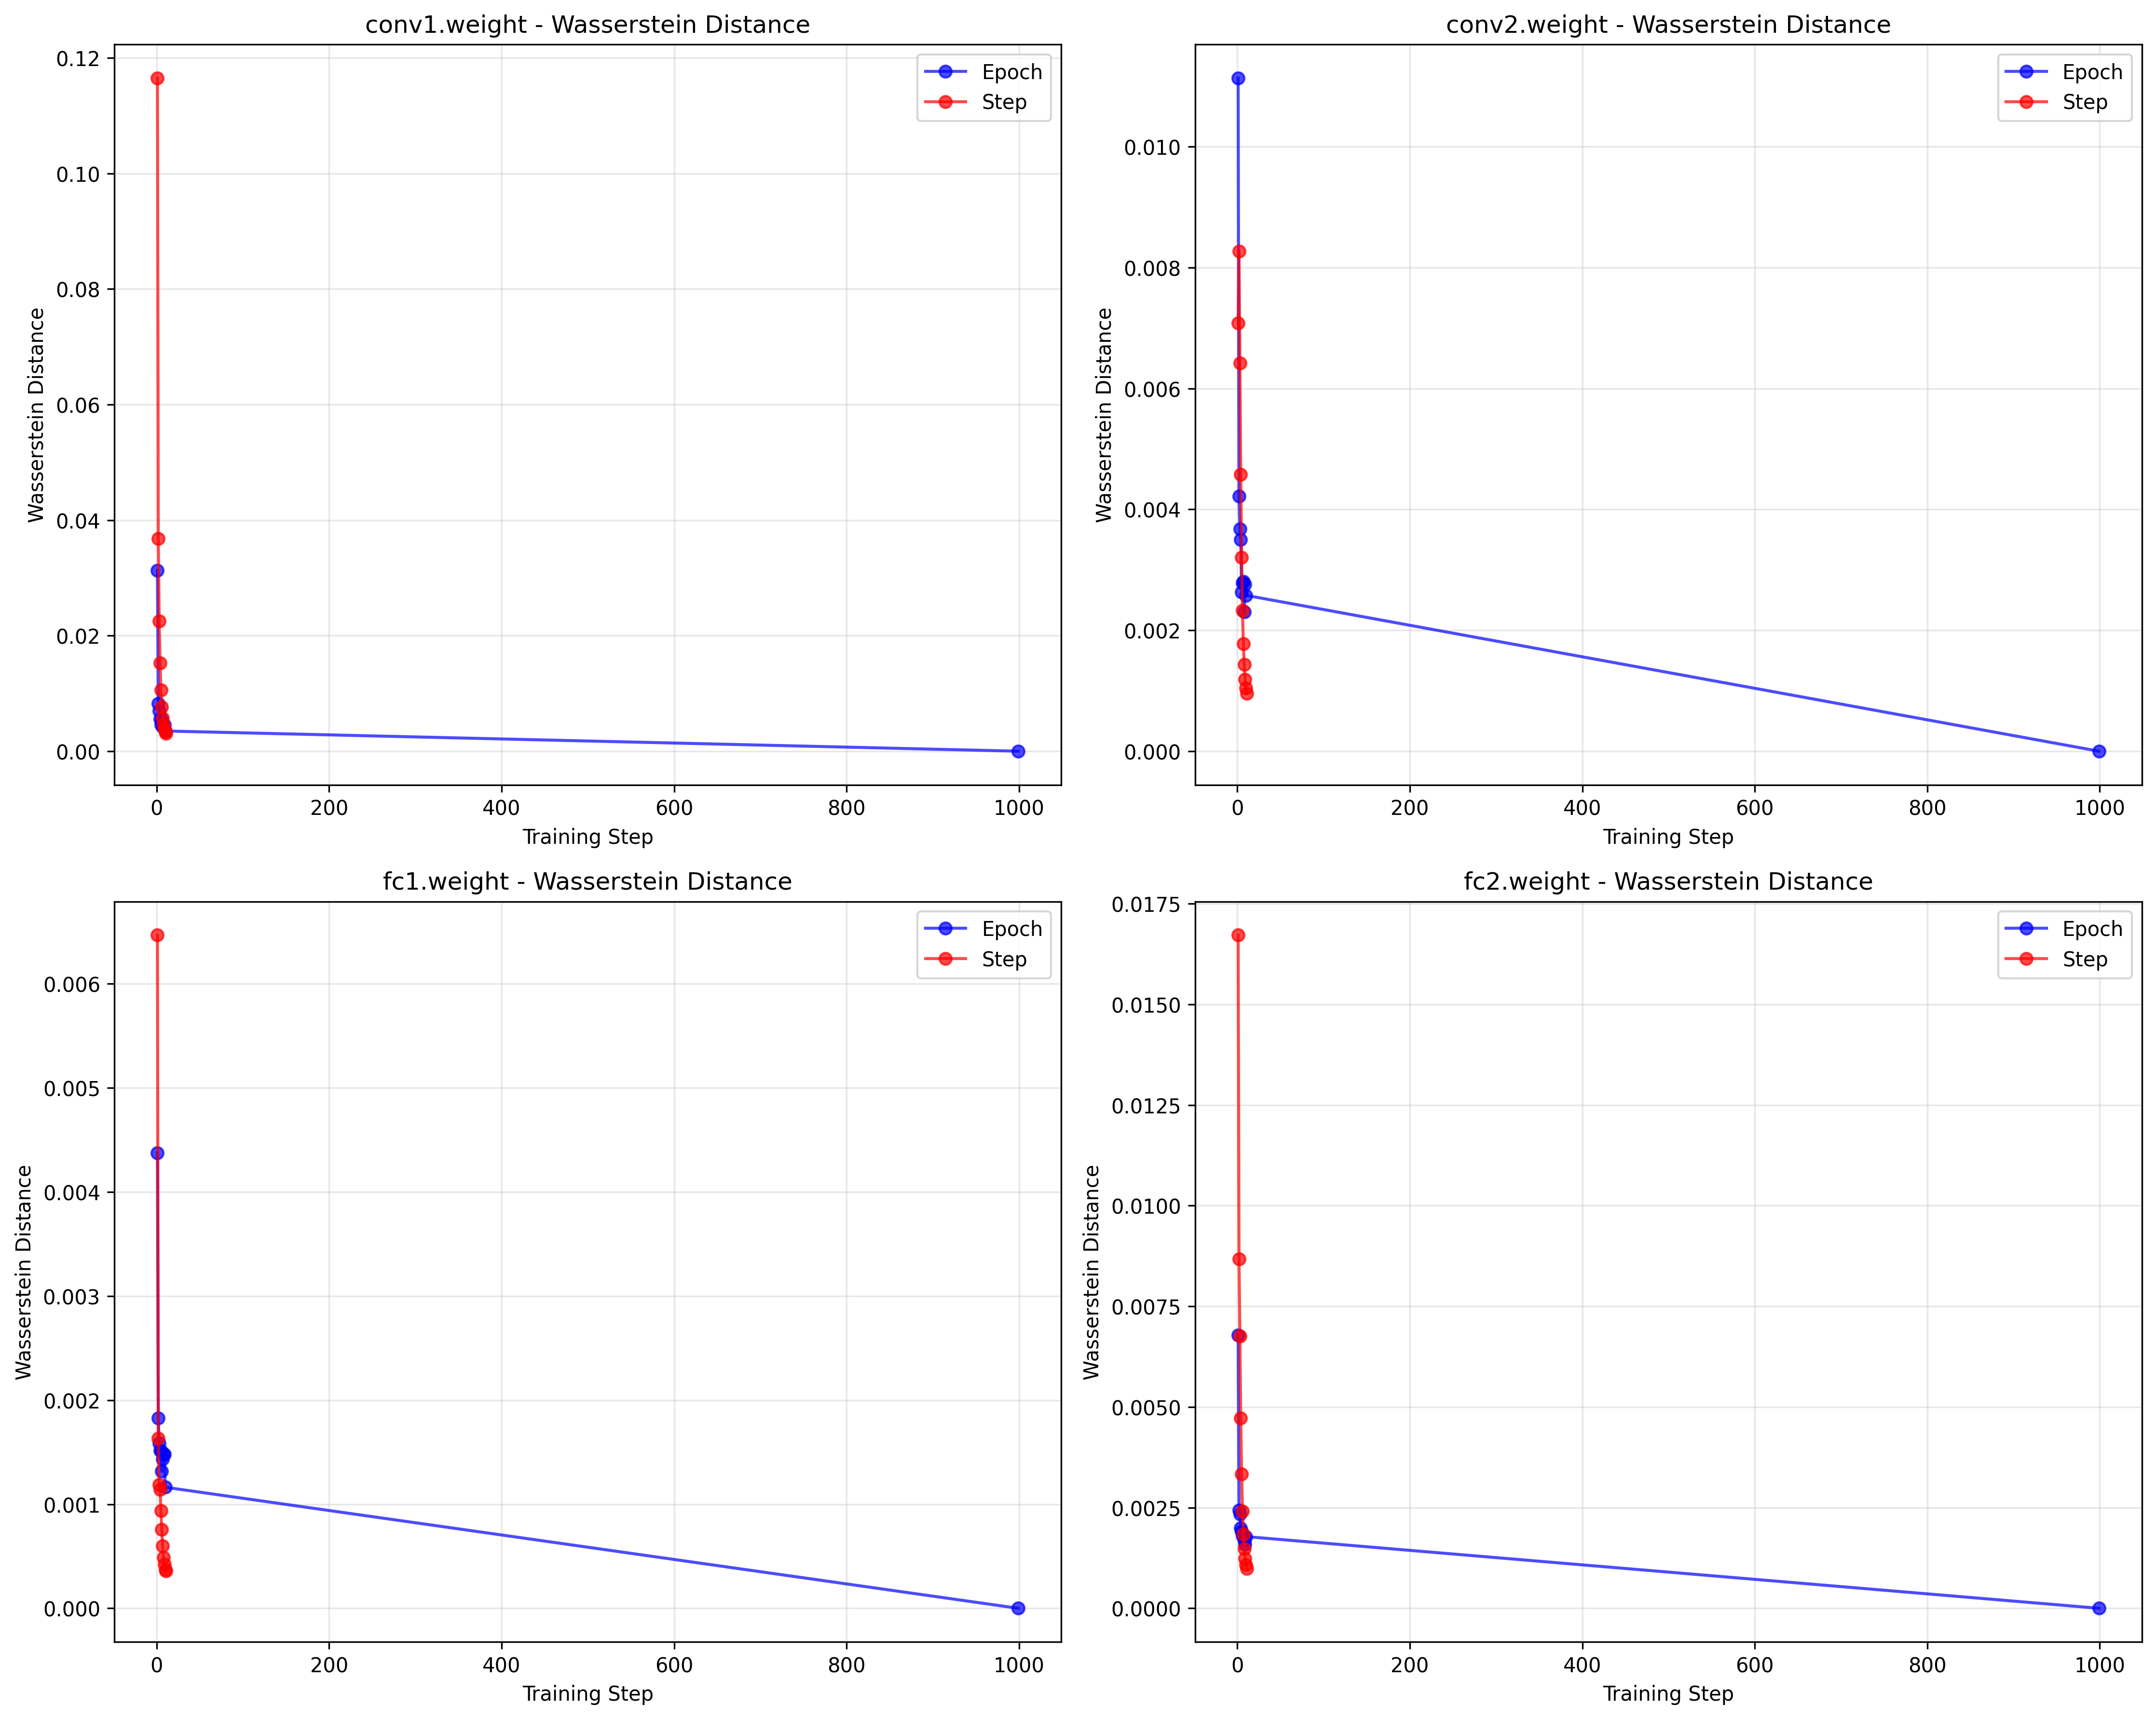 conv1.weight - Wasserstein Distance
0.12
0.10
0.08
0.06
0.04
0.02
0.00
Wasserstein Distance
0 200 400 600 800 1000
Training Step
Epoch
Step
conv2.weight - Wasserstein Distance
0.010
0.008
0.006
0.004
0.002
0.000
Wasserstein Distance
0 200 400 600 800 1000
Training Step
Epoch
Step
fc1.weight - Wasserstein Distance
0.006
0.005
0.004
0.003
0.002
0.001
0.000
Wasserstein Distance
0 200 400 600 800 1000
Training Step
Epoch
Step
fc2.weight - Wasserstein Distance
0.0175
0.0150
0.0125
0.0100
0.0075
0.0050
0.0025
0.0000
Wasserstein Distance
0 200 400 600 800 1000
Training Step
Epoch
Step